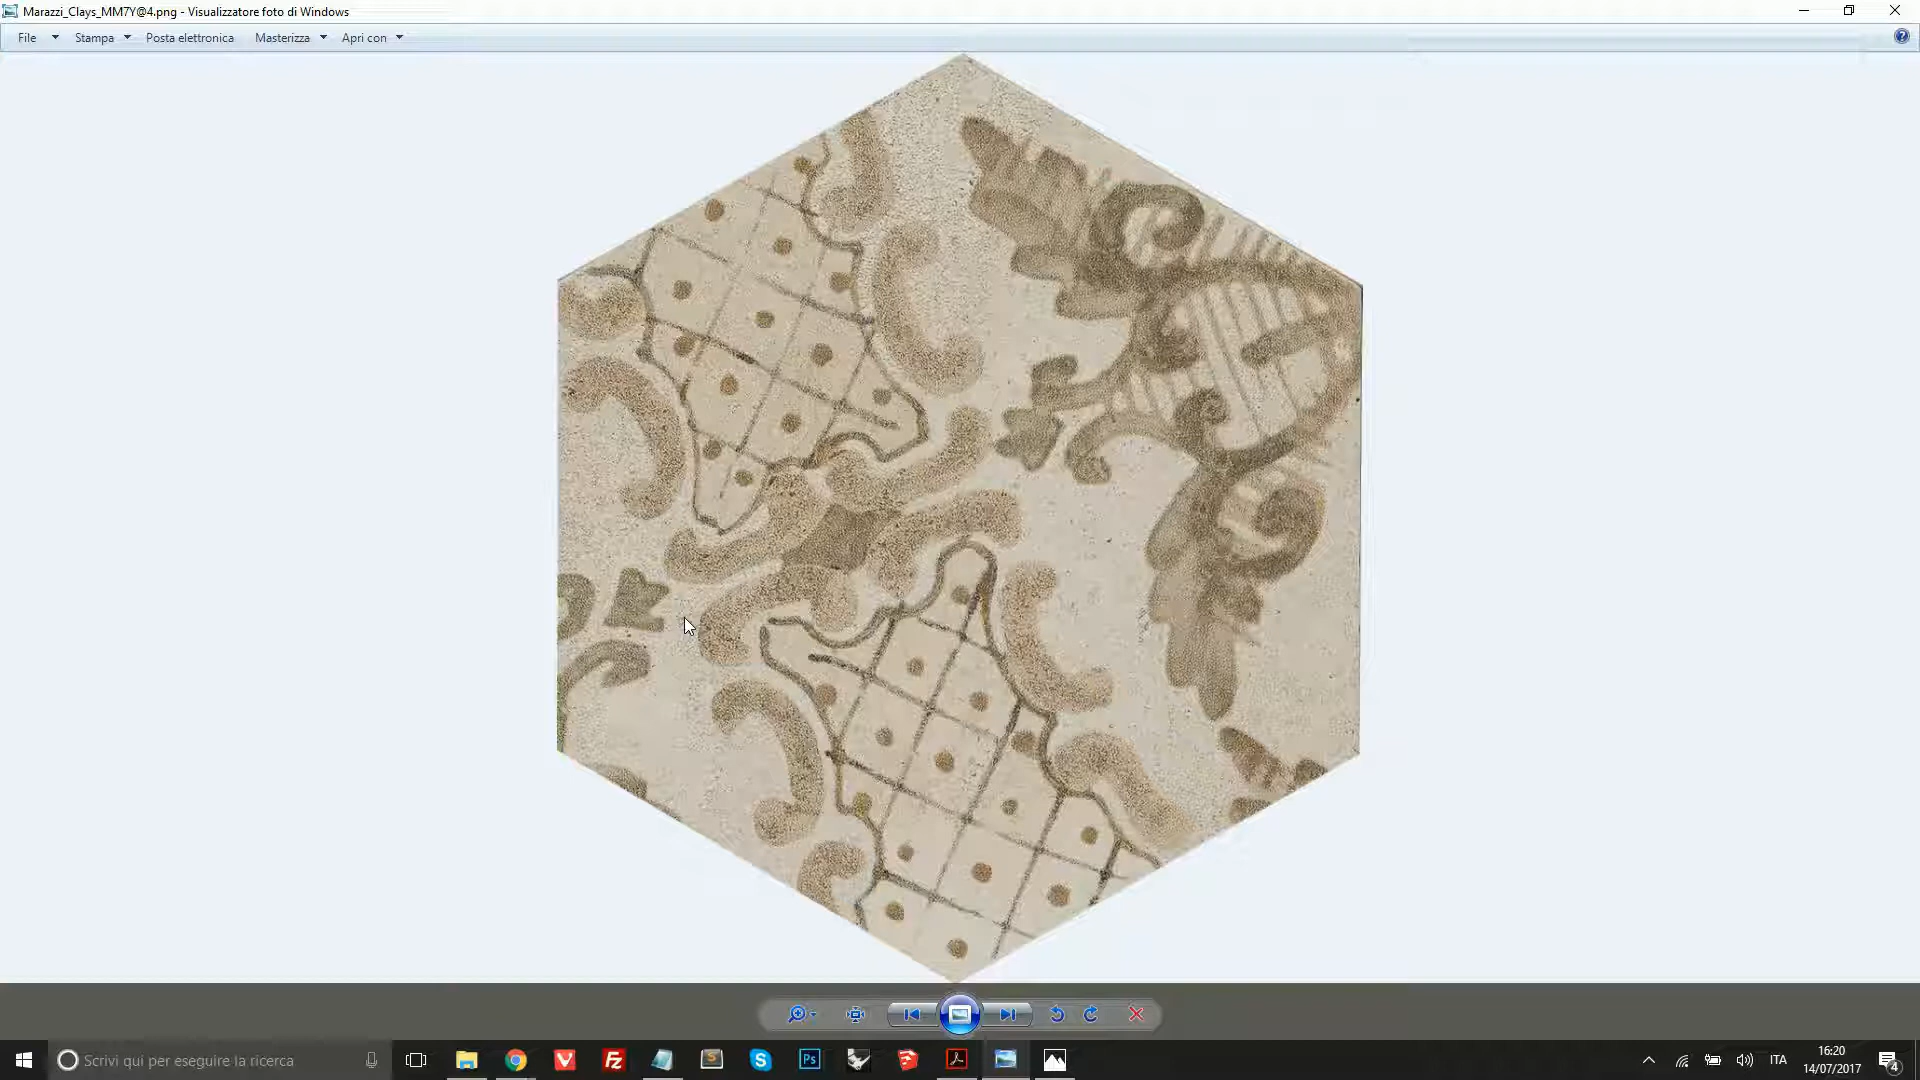 Marazzi_Clays_MM7Y@4.png - Visualizzatore foto di Windows
File Stampa Posta elettronica Masterizza Apri con
Scrivi qui per eseguire la ricerca
Ps
ITA
16:20
14/07/2017
4